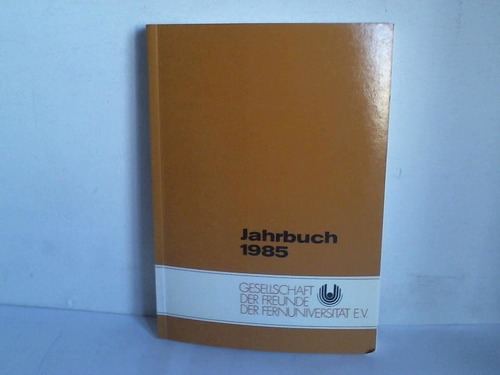 Jahrbuch
1985
GESELLSCHAFT
DER FREUNDE
DER FERNUNIVERSITÄT E.V.